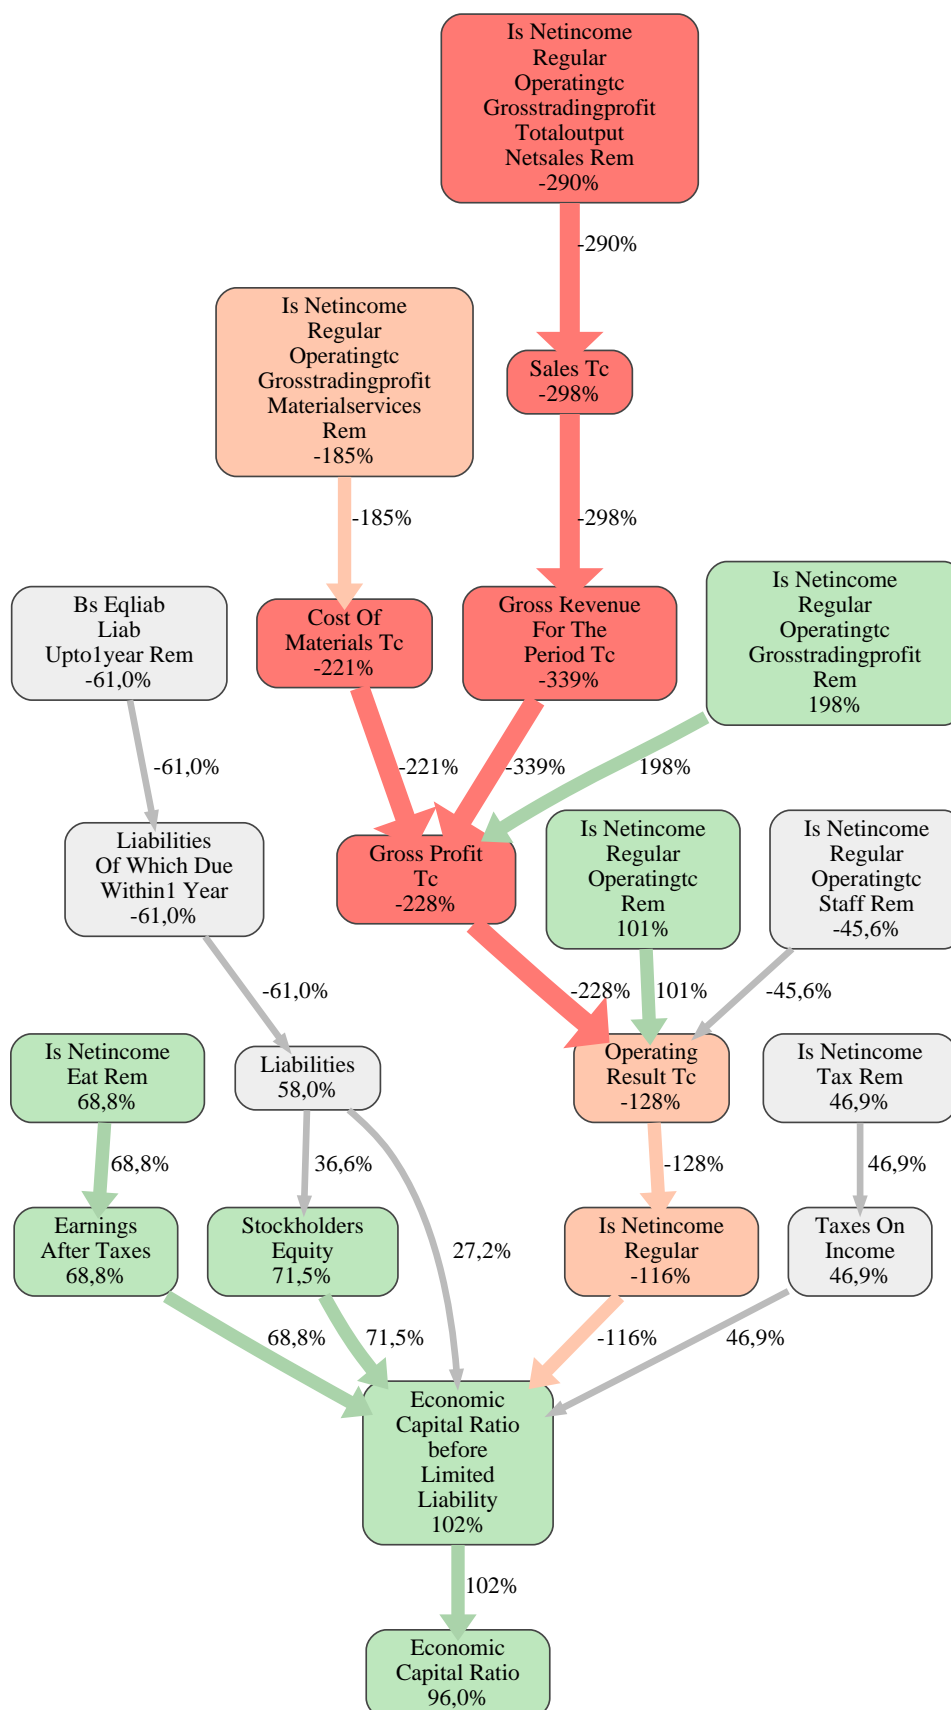 Is Netincome
Regular
Operatingtc
Grosstradingprofit
Totaloutput
Netsales Rem
-290%
-290%
Is Netincome
Regular
Operatingtc
Grosstradingprofit
Materialservices
Rem
-185%
Sales Tc
-298%
-185%
-298%
Bs Eqliab
Liab
Upto1year Rem
-61,0%
Cost Of
Materials Tc
-221%
Gross Revenue
For The
Period Tc
-339%
Is Netincome
Regular
Operatingtc
Grosstradingprofit
Rem
198%
-61,0%
-221%
-339%
198%
Liabilities
Of Which Due
Within1 Year
-61,0%
Gross Profit
Tc
-228%
Is Netincome
Regular
Operatingtc
Rem
101%
Is Netincome
Regular
Operatingtc
Staff Rem
-45,6%
-61,0%
-228%
101%
-45,6%
Is Netincome
Eat Rem
68,8%
Liabilities
58,0%
Operating
Result Tc
-128%
Is Netincome
Tax Rem
46,9%
68,8%
36,6%
27,2%
-128%
46,9%
Earnings
After Taxes
68,8%
Stockholders
Equity
71,5%
Is Netincome
Regular
-116%
Taxes On
Income
46,9%
68,8%
71,5%
-116%
46,9%
Economic
Capital Ratio
before
Limited
Liability
102%
102%
Economic
Capital Ratio
96,0%